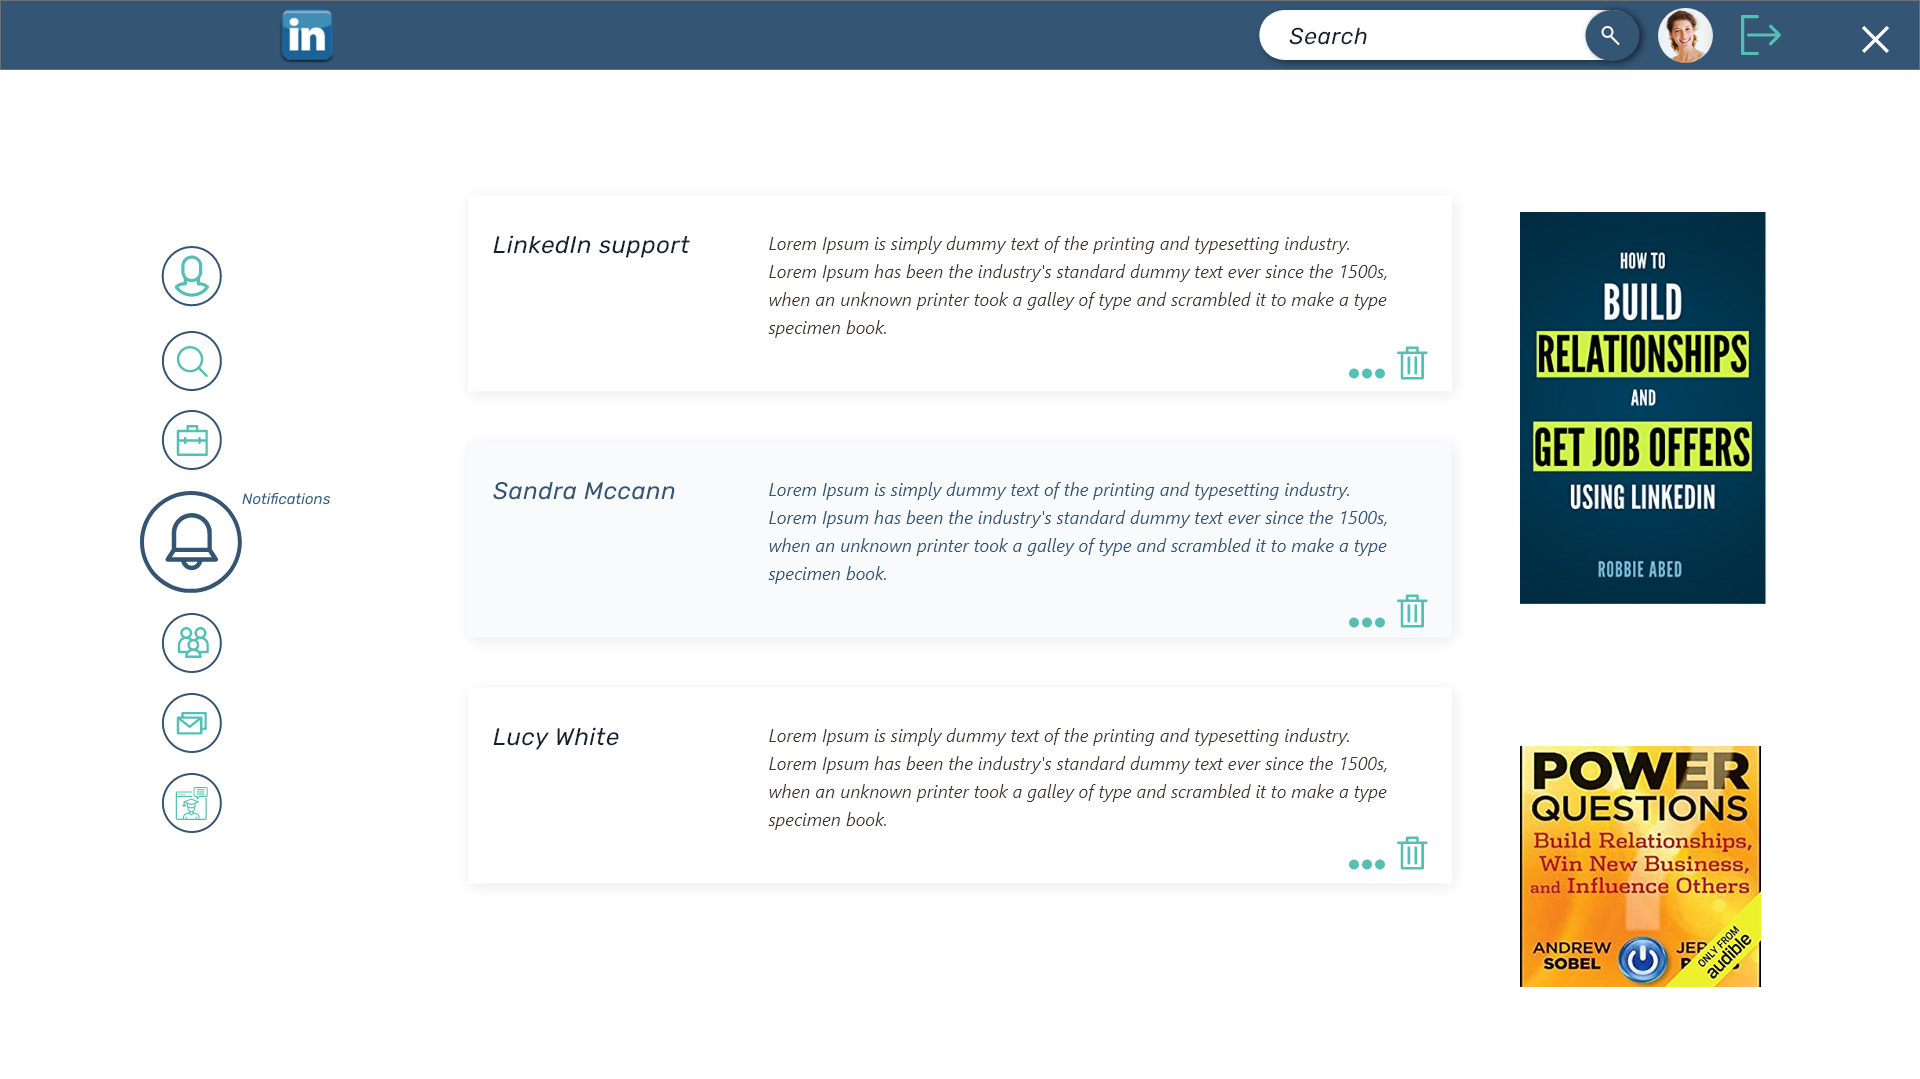 in
Search
Notifications
LinkedIn support
Lorem Ipsum is simply dummy text of the printing and typesetting industry.
Lorem Ipsum has been the industry's standard dummy text ever since the 1500s,
when an unknown printer took a galley of type and scrambled it to make a type
specimen book.
Sandra Mccann
Lorem Ipsum is simply dummy text of the printing and typesetting industry.
Lorem Ipsum has been the industry's standard dummy text ever since the 1500s,
when an unknown printer took a galley of type and scrambled it to make a type
specimen book.
Lucy White
Lorem Ipsum is simply dummy text of the printing and typesetting industry.
Lorem Ipsum has been the industry's standard dummy text ever since the 1500s,
when an unknown printer took a galley of type and scrambled it to make a type
specimen book.
HOW TO
BUILD
RELATIONSHIPS
AND
GET JOB OFFERS
USING LINKEDIN
ROBBIE ABED
POWER
QUESTIONS
Build Relationships,
Win New Business,
and Influence Others
ANDREW
SOBEL
ONLY FROM
audible